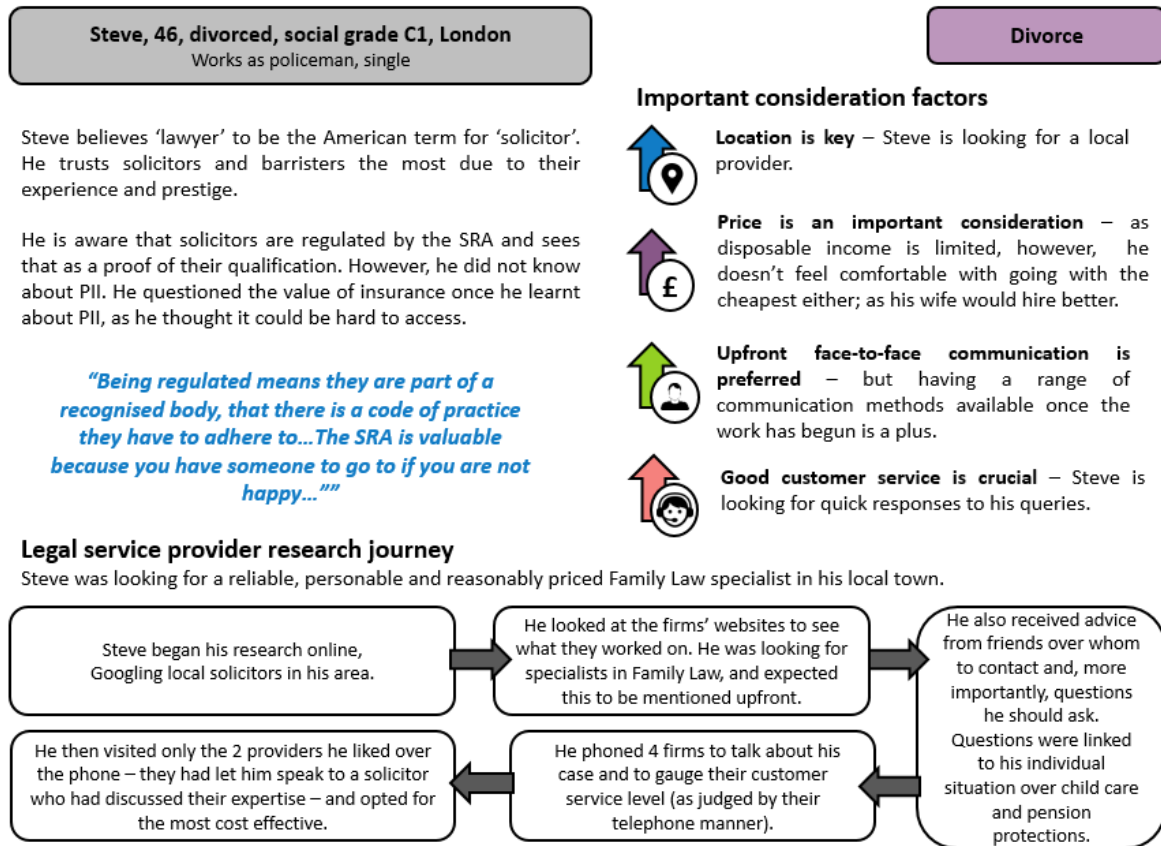 Steve, 46, divorced, social grade C1, London
Works as policeman, single
Divorce
Steve believes ‘lawyer’ to be the American term for ‘solicitor’.
He trusts solicitors and barristers the most due to their
experience and prestige.
He is aware that solicitors are regulated by the SRA and sees
that as a proof of their qualification. However, he did not know
about PII. He questioned the value of insurance once he learnt
about PII, as he thought it could be hard to access.
“Being regulated means they are part of a
recognised body, that there is a code of practice
they have to adhere to…The SRA is valuable
because you have someone to go to if you are not
happy…””
Important consideration factors
Location is key – Steve is looking for a local
provider.
Price is an important consideration – as
disposable income is limited, however, he
doesn’t feel comfortable with going with the
cheapest either; as his wife would hire better.
£
Upfront face-to-face communication is
preferred – but having a range of
communication methods available once the
work has begun is a plus.
Good customer service is crucial – Steve is
looking for quick responses to his queries.
Legal service provider research journey
Steve was looking for a reliable, personable and reasonably priced Family Law specialist in his local town.
Steve began his research online,
Googling local solicitors in his area.
He looked at the firms’ websites to see
what they worked on. He was looking for
specialists in Family Law, and expected
this to be mentioned upfront.
He also received advice
from friends over whom
to contact and, more
importantly, questions
he should ask.
Questions were linked
to his individual
situation over child care
and pension
protections.
He phoned 4 firms to talk about his
case and to gauge their customer
service level (as judged by their
telephone manner).
He then visited only the 2 providers he liked over
the phone – they had let him speak to a solicitor
who had discussed their expertise – and opted for
the most cost effective.